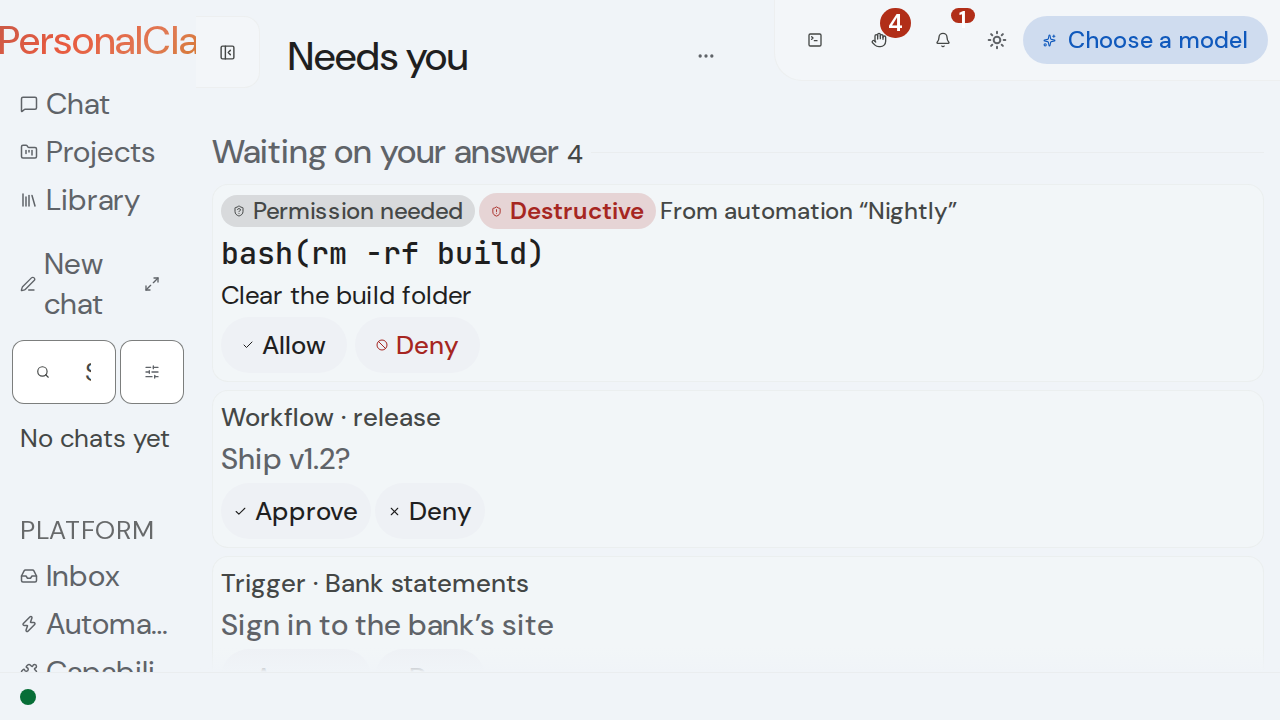 PersonalCla
Chat
Projects
Library
New
chat
No chats yet
PLATFORM
Inbox
Automa...
Capabili
Needs you
4
1
Choose a model
Waiting on your answer 4
Permission needed Destructive From automation “Nightly”
bash(rm -rf build)
Clear the build folder
Allow Deny
Workflow · release
Ship v1.2?
Approve Deny
Trigger · Bank statements
Sign in to the bank’s site